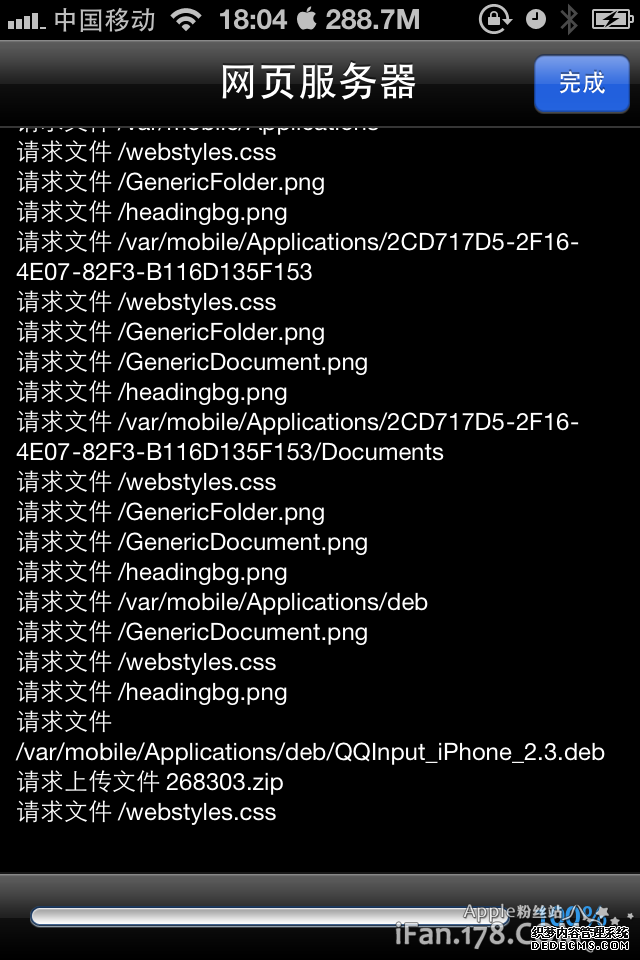 中国移动 18:04 288.7M
网页服务器
完成
请求文件 /var/mobile/Applications
请求文件 /webstyles.css
请求文件 /GenericFolder.png
请求文件 /headingbg.png
请求文件 /var/mobile/Applications/2CD717D5-2F16-
4E07-82F3-B116D135F153
请求文件 /webstyles.css
请求文件 /GenericFolder.png
请求文件 /GenericDocument.png
请求文件 /headingbg.png
请求文件 /var/mobile/Applications/2CD717D5-2F16-
4E07-82F3-B116D135F153/Documents
请求文件 /webstyles.css
请求文件 /GenericFolder.png
请求文件 /GenericDocument.png
请求文件 /headingbg.png
请求文件 /var/mobile/Applications/deb
请求文件 /GenericDocument.png
请求文件 /webstyles.css
请求文件 /headingbg.png
请求文件
/var/mobile/Applications/deb/QQInput_iPhone_2.3.deb
请求上传文件 268303.zip
请求文件 /webstyles.css
Apple粉丝站 100%
iFan.178.C
织梦内容管理系统
DEDECMS.COM